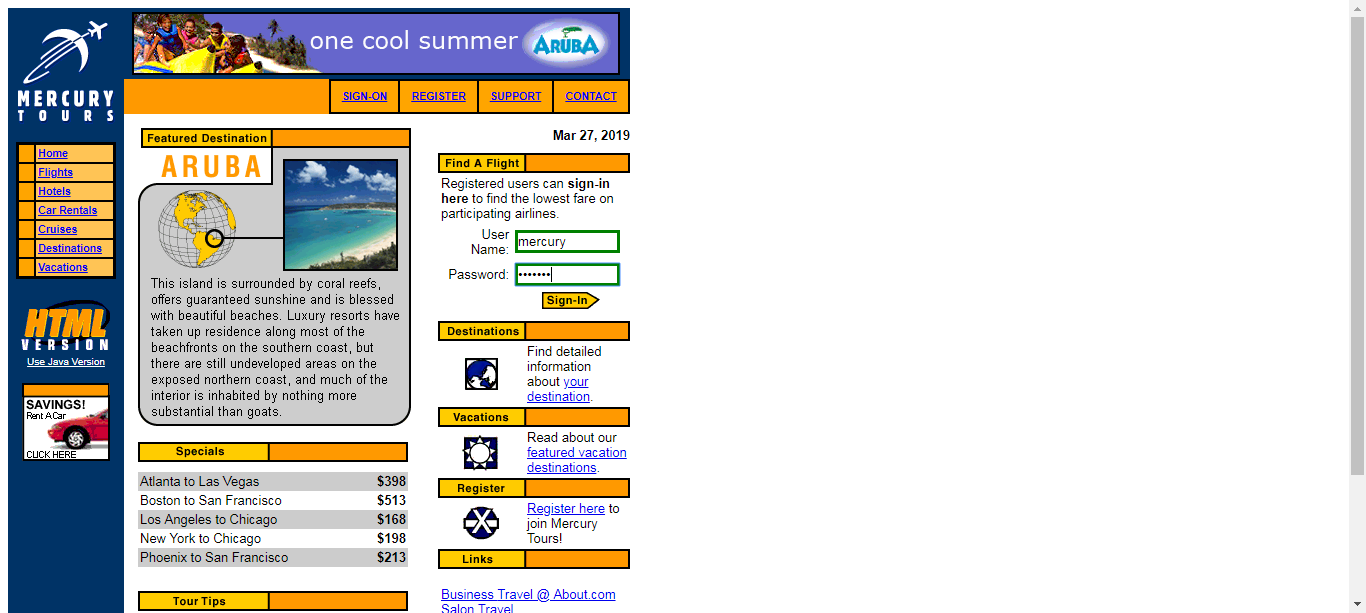 one cool summer ARUBA
MERCURY
TOURS
SIGN-ON REGISTER SUPPORT CONTACT
Home
Flights
Hotels
Car Rentals
Cruises
Destinations
Vacations
HTML
VERSION
Use Java Version
SAVINGS!
Rent A Car
CLICK HERE
Featured Destination
ARUBA
This island is surrounded by coral reefs,
offers guaranteed sunshine and is blessed
with beautiful beaches. Luxury resorts have
taken up residence along most of the
beachfronts on the southern coast, but
there are still undeveloped areas on the
exposed northern coast, and much of the
interior is inhabited by nothing more
substantial than goats.
Specials
Atlanta to Las Vegas $398
Boston to San Francisco $513
Los Angeles to Chicago $168
New York to Chicago $198
Phoenix to San Francisco $213
Tour Tips
Mar 27, 2019
Find A Flight
Registered users can sign-in
here to find the lowest fare on
participating airlines.
User
Name: mercury
Password: •••••••
Sign-In
Destinations
Find detailed
information
about your
destination.
Vacations
Read about our
featured vacation
destinations.
Register
Register here to
join Mercury
Tours!
Links
Business Travel @ About.com
Salon Travel